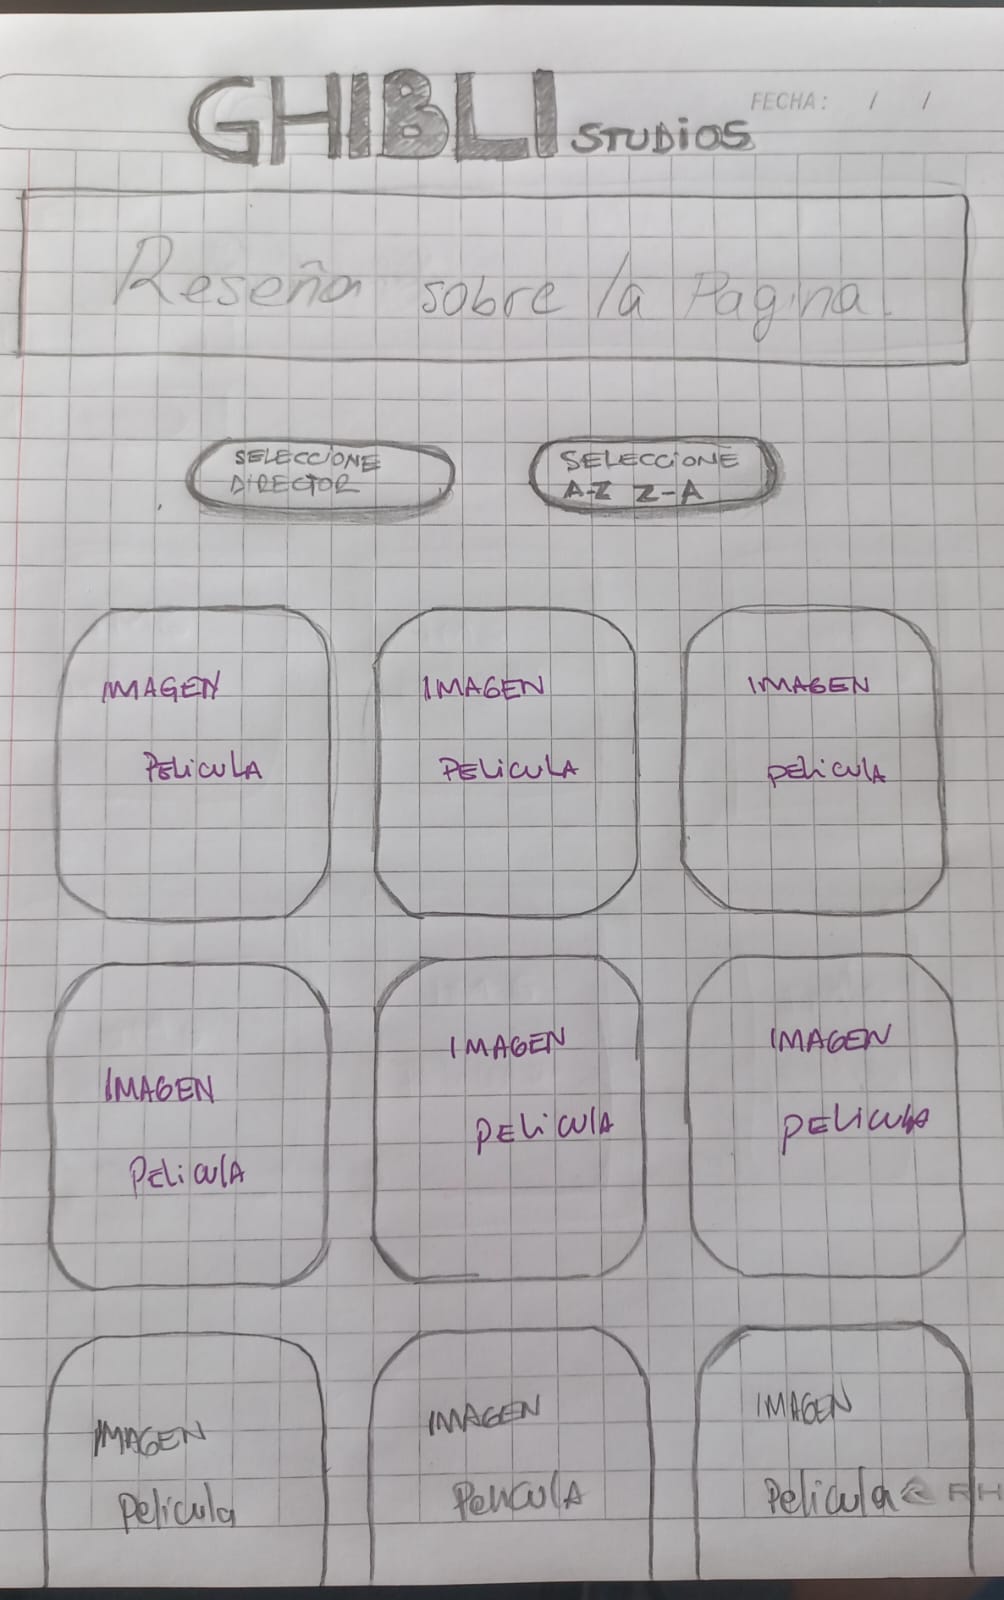 GHIBLI STUDIOS
FECHA: / /
Reseña sobre la Pagina.
SELECCIONE
DIRECTOR
SELECCIONE
A-Z Z-A
IMAGEN
PELICULA
IMAGEN
PELICULA
IMAGEN
PELICULA
IMAGEN
PELICULA
IMAGEN
PELICULA
IMAGEN
PELICULA
IMAGEN
Pelicula
IMAGEN
PELICULA
IMAGEN
Pelicula